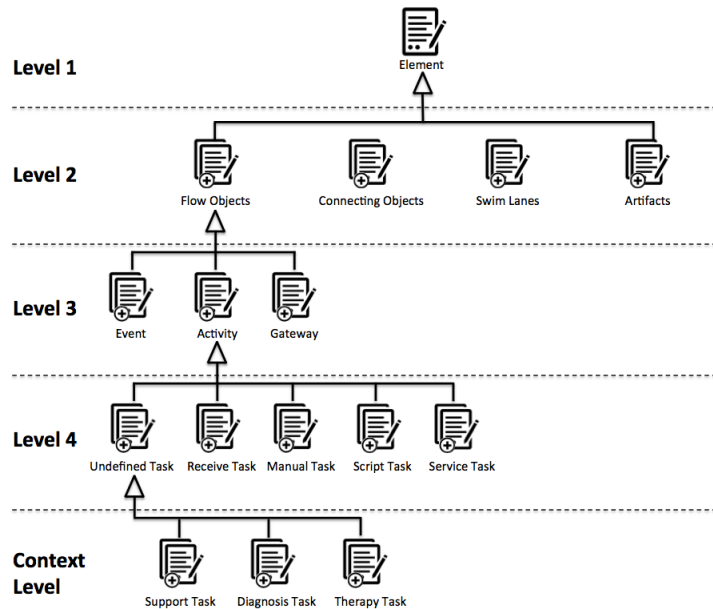 Level 1
Element
Level 2
Flow Objects
Connecting Objects
Swim Lanes
Artifacts
Level 3
Event
Activity
Gateway
Level 4
Undefined Task
Receive Task
Manual Task
Script Task
Service Task
Context
Level
Support Task
Diagnosis Task
Therapy Task